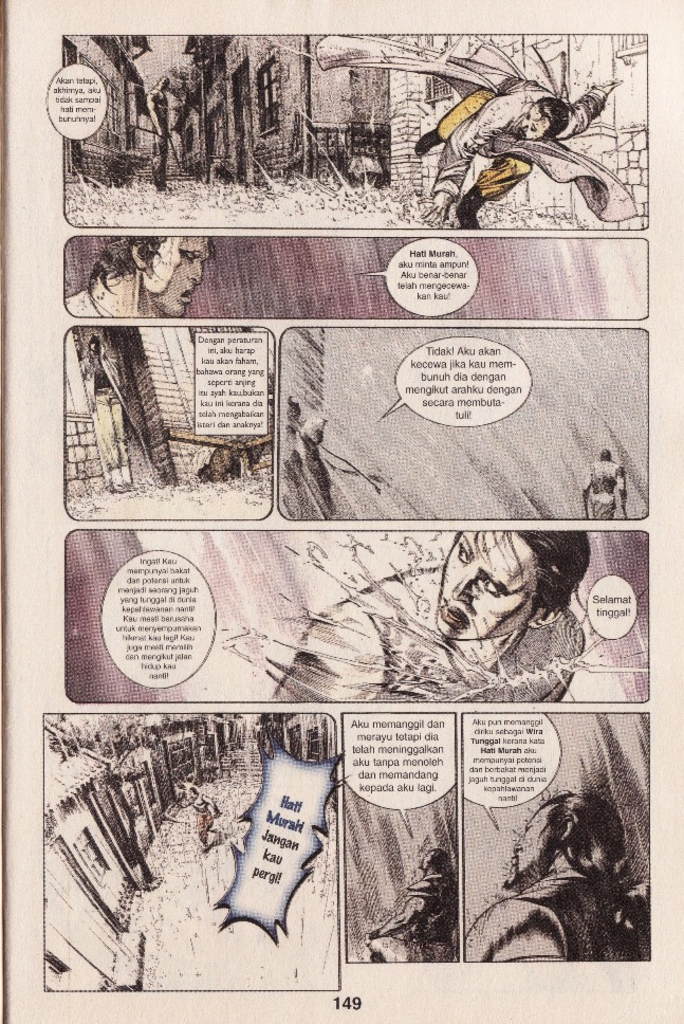 Akan tetapi,
akhirnya, aku
tidak sampai
hati mem-
bunuhnya!
Hati Murah,
aku minta ampun!
Aku benar-benar
telah mengecewa-
kan kau!
Dengan peraturan
ini, aku harap
kau akan faham,
bahawa orang yang
seperti anjing
itu ayah kau,bukan
kau ini kerana dia
telah mengabaikan
isteri dan anaknya!
Tidak! Aku akan
kecewa jika kau mem-
bunuh dia dengan
mengikut arahku dengan
secara membuta-
tuli!
Ingat! Kau
mempunyai bakat
dan potensi untuk
menjadi seorang jaguh
yang tunggal di dunia
kepahlawanan nanti!
Kau mesti berusaha
untuk menyempurnakan
hikmat kau lagi! Kau
juga mesti memilih
dan mengikut jalan
hidup kau
nanti!
Selamat
tinggal!
Hati
Murah!
Jangan
kau
pergi!
Aku memanggil dan
merayu tetapi dia
telah meninggalkan
aku tanpa menoleh
dan memandang
kepada aku lagi.
Aku pun memanggil
diriku sebagai Wira
Tunggal kerana kata
Hati Murah aku
mempunyai potensi
dan berbakat menjadi
jaguh tunggal di dunia
kepahlawanan
nanti!
149